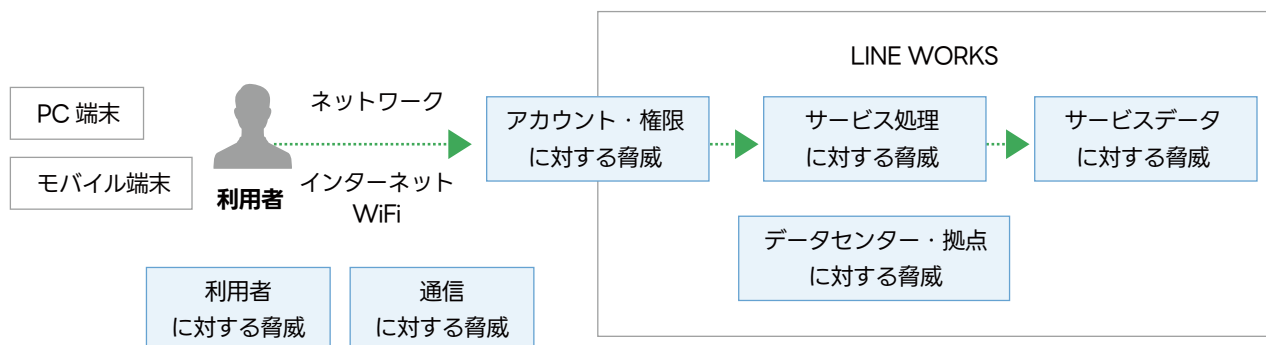 LINE WORKS
PC 端末
モバイル端末
利用者
ネットワーク
インターネット
WiFi
アカウント・権限
に対する脅威
サービス処理
に対する脅威
サービスデータ
に対する脅威
データセンター・拠点
に対する脅威
利用者
に対する脅威
通信
に対する脅威